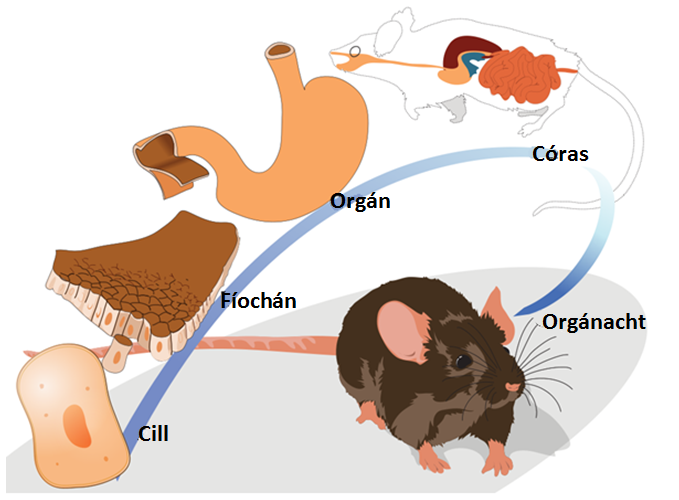 Córas
Orgán
Fíochán
Orgánacht
Cill